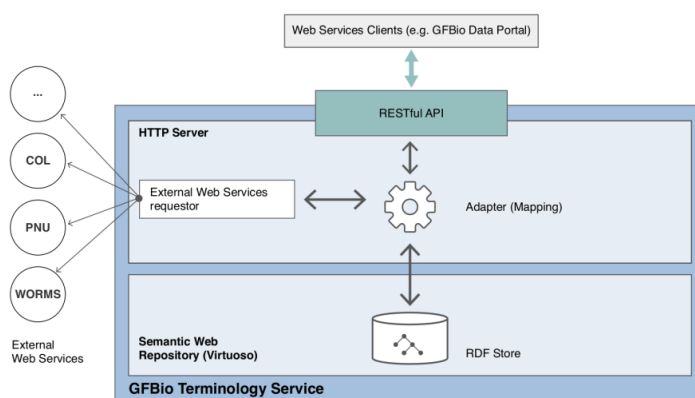 Web Services Clients (e.g. GFBio Data Portal)
RESTful API
HTTP Server
...
COL
PNU
WORMS
External
Web Services
External Web Services
requestor
Adapter (Mapping)
Semantic Web
Repository (Virtuoso)
RDF Store
GFBio Terminology Service